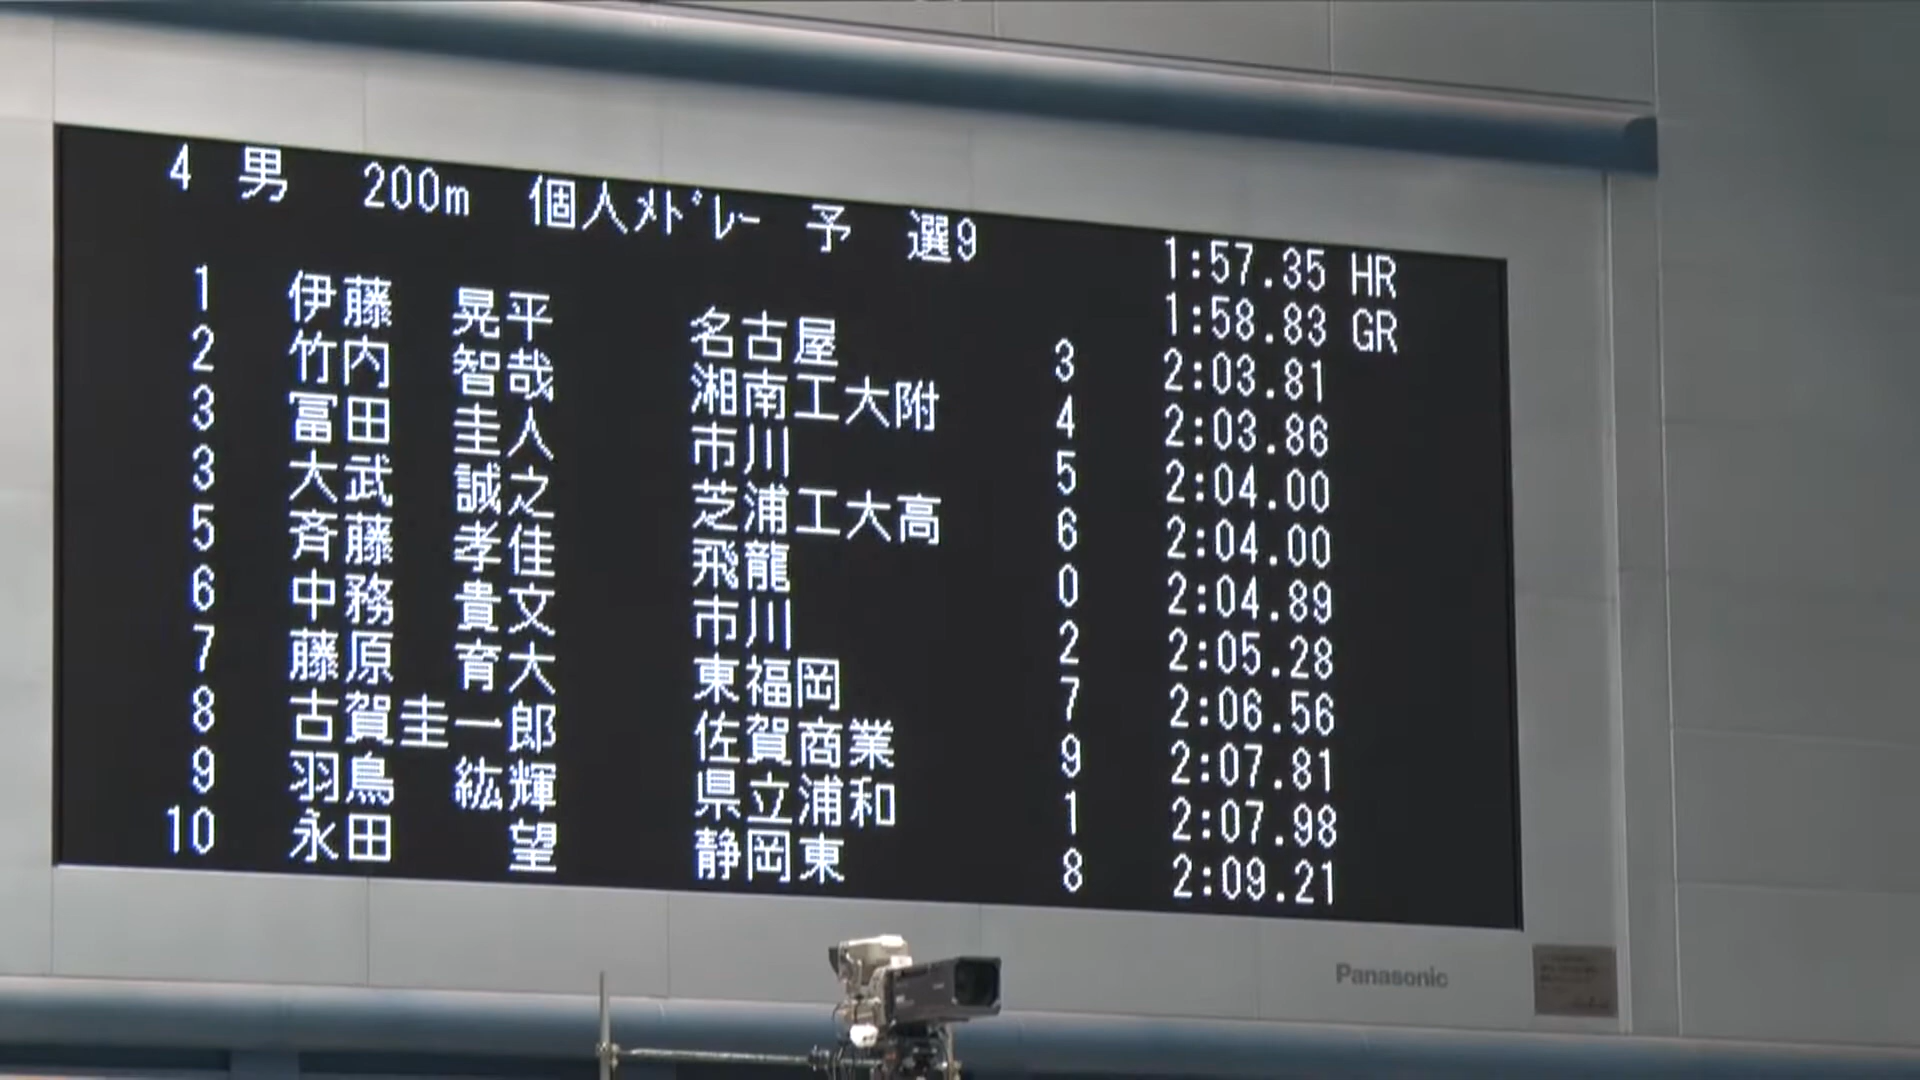 4 男 200m 個人ﾒﾄﾞﾚｰ 予 選9
1:57.35 HR
1:58.83 GR
1 伊藤 晃平 名古屋 3 2:03.81
2 竹内 智哉 湘南工大附 4 2:03.86
3 冨田 圭人 市川 5 2:04.00
3 大武 誠之 芝浦工大高 6 2:04.00
5 斉藤 孝佳 飛龍 0 2:04.89
6 中務 貴文 市川 2 2:05.28
7 藤原 育大 東福岡 7 2:06.56
8 古賀圭一郎 佐賀商業 9 2:07.81
9 羽鳥 紘輝 県立浦和 1 2:07.98
10 永田 望 静岡東 8 2:09.21
Panasonic